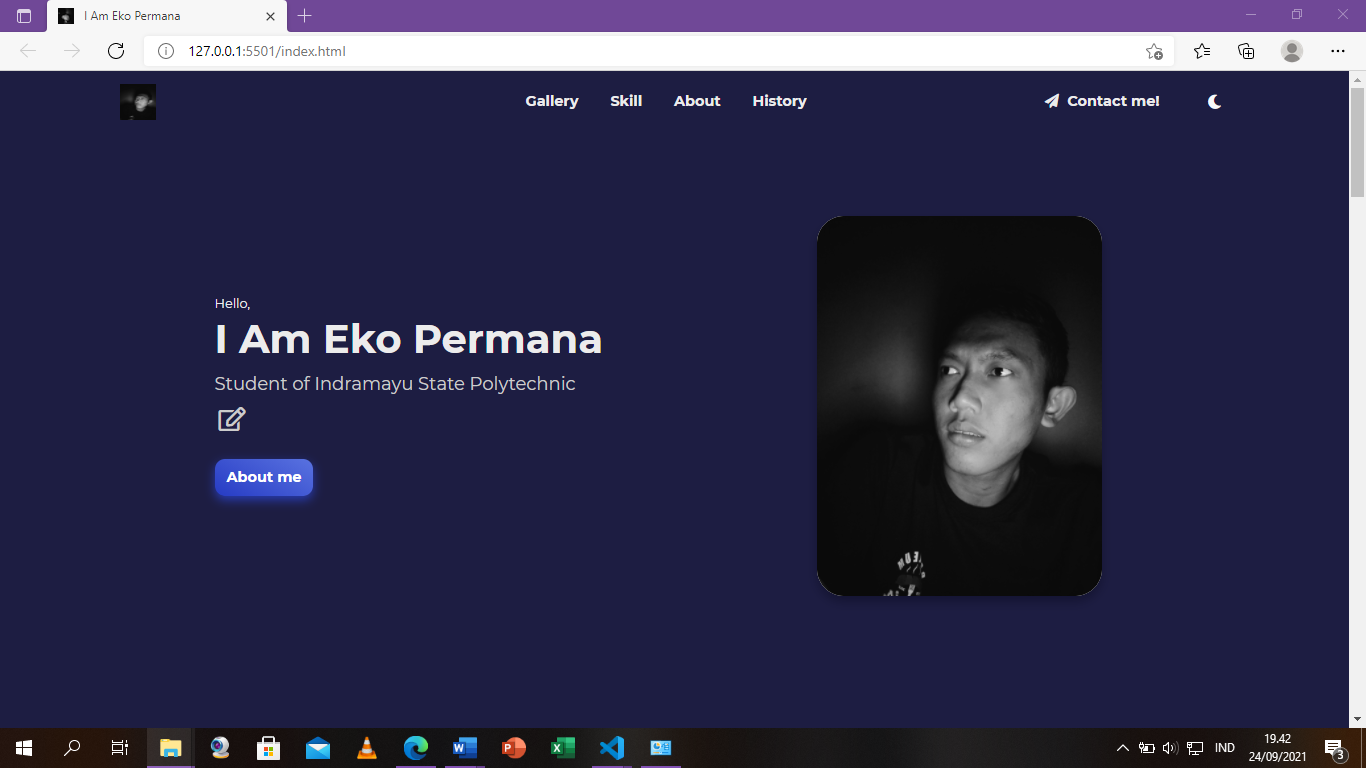 I Am Eko Permana
127.0.0.1:5501/index.html
Gallery Skill About History Contact me!
Hello,
I Am Eko Permana
Student of Indramayu State Polytechnic
About me
IND
19.42
24/09/2021
3